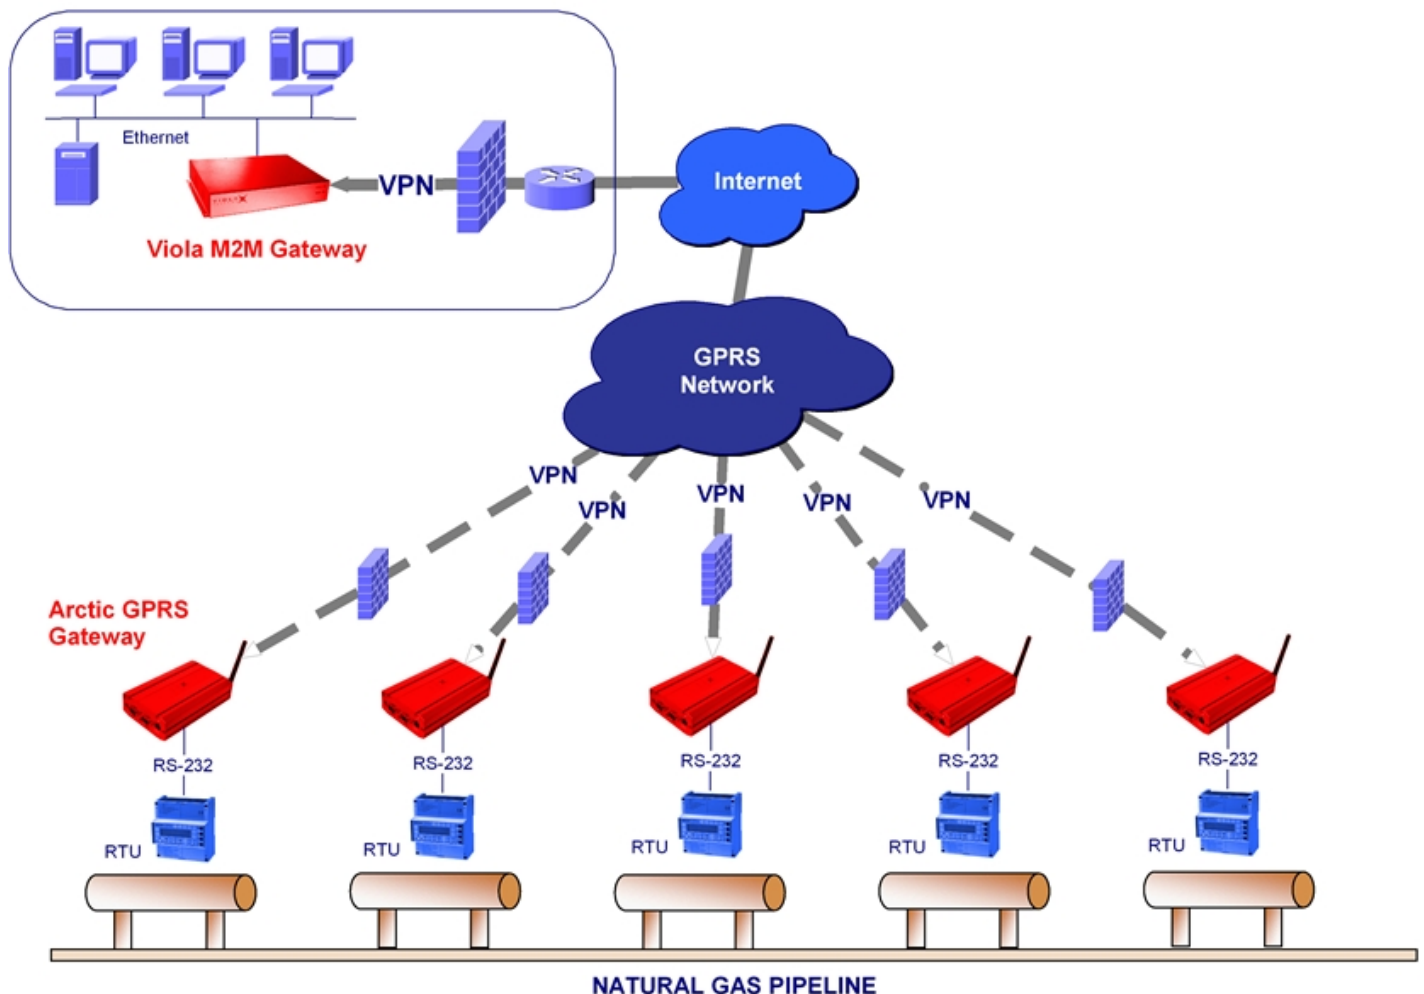 Ethernet
VPN
Internet
Viola M2M Gateway
GPRS
Network
VPN
VPN
VPN
VPN
VPN
Arctic GPRS
Gateway
RS-232
RS-232
RS-232
RS-232
RS-232
RTU
RTU
RTU
RTU
RTU
NATURAL GAS PIPELINE